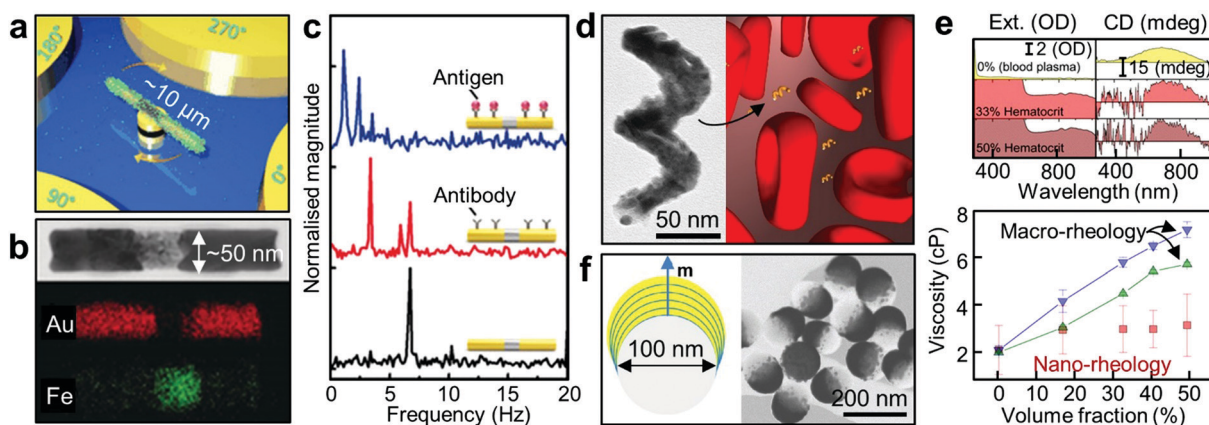 a
180°
270°
~10 μm
90°
0°
b
~50 nm
Au
Fe
c
Normalised magnitude
Antigen
Antibody
0 5 10 15 20
Frequency (Hz)
d
50 nm
e
Ext. (OD)
CD (mdeg)
2 (OD)
0% (blood plasma)
15 (mdeg)
33% Hematocrit
50% Hematocrit
400 800 400 800
Wavelength (nm)
Viscosity (cP)
8
6
4
2
Macro-rheology
Nano-rheology
0 10 20 30 40 50
Volume fraction (%)
f
m
100 nm
200 nm